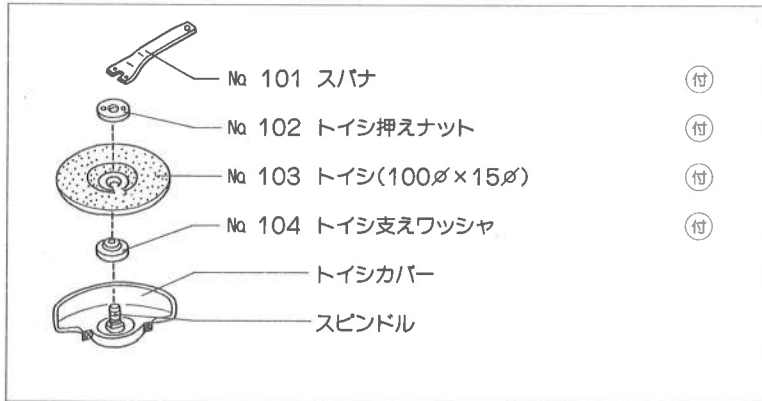 № 101 スパナ 付
№ 102 トイシ押えナット 付
№ 103 トイシ(100⌀×15⌀) 付
№ 104 トイシ支えワッシャ 付
トイシカバー
スピンドル